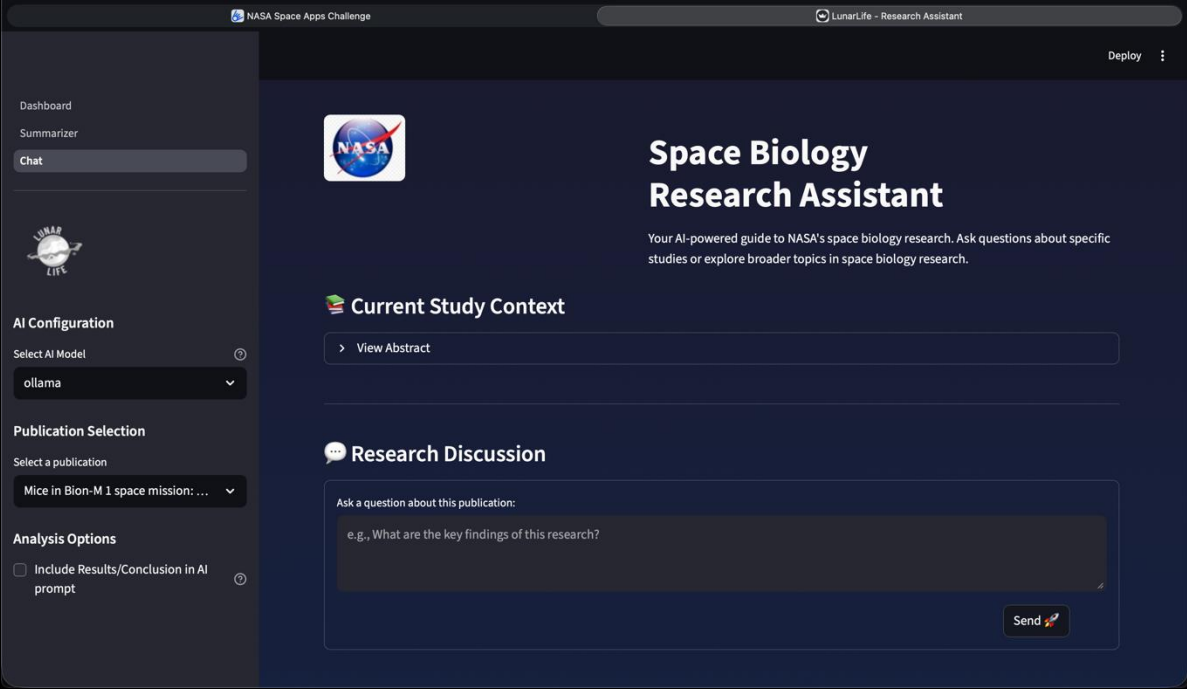 NASA Space Apps Challenge
LunarLife - Research Assistant
Deploy
Dashboard
Summarizer
Chat
LUNAR
LIFE
AI Configuration
Select AI Model
ollama
Publication Selection
Select a publication
Mice in Bion-M 1 space mission: ...
Analysis Options
Include Results/Conclusion in AI
prompt
NASA
Space Biology
Research Assistant
Your AI-powered guide to NASA's space biology research. Ask questions about specific
studies or explore broader topics in space biology research.
📚 Current Study Context
View Abstract
💬 Research Discussion
Ask a question about this publication:
e.g., What are the key findings of this research?
Send 🚀